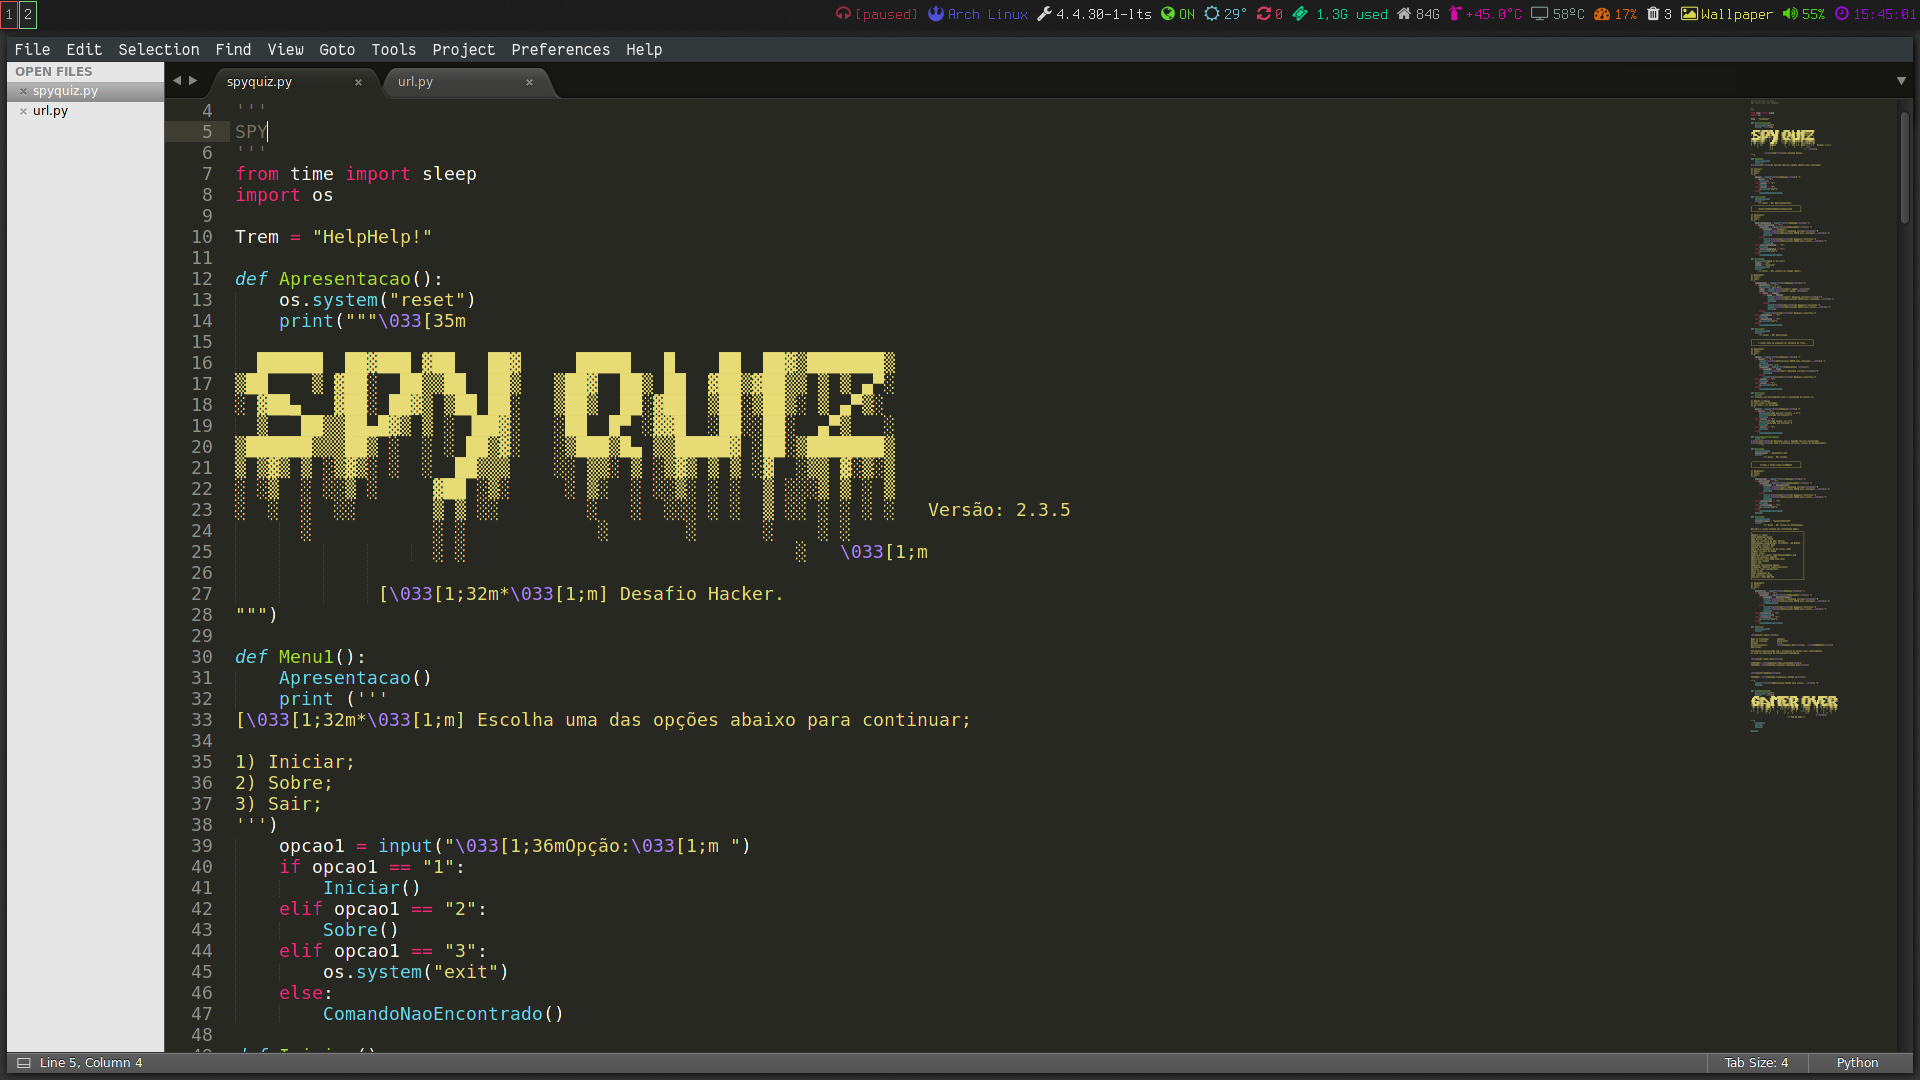 1 2 [paused] Arch Linux 4.4.30-1-lts ON 29° 0 1,3G used 84G +45.0°C 58ºC 17% 3 Wallpaper 55% 15:45:01
File Edit Selection Find View Goto Tools Project Preferences Help
OPEN FILES
spyquiz.py
url.py
spyquiz.py × url.py ×
4 '''
5 SPY
6 '''
7 from time import sleep
8 import os
9
10 Trem = "HelpHelp!"
11
12 def Apresentacao():
13 os.system("reset")
14 print("""\033[35m
15
16
17
18
19
20
21
22
SPY QUIZ
23 Versão: 2.3.5
24
25 \033[1;m
26
27 [\033[1;32m*\033[1;m] Desafio Hacker.
28 """)
29
30 def Menu1():
31 Apresentacao()
32 print ('''
33 [\033[1;32m*\033[1;m] Escolha uma das opções abaixo para continuar;
34
35 1) Iniciar;
36 2) Sobre;
37 3) Sair;
38 ''')
39 opcao1 = input("\033[1;36mOpção:\033[1;m ")
40 if opcao1 == "1":
41 Iniciar()
42 elif opcao1 == "2":
43 Sobre()
44 elif opcao1 == "3":
45 os.system("exit")
46 else:
47 ComandoNaoEncontrado()
48
SPY QUIZ
GAMER OVER
Line 5, Column 4 Tab Size: 4 Python